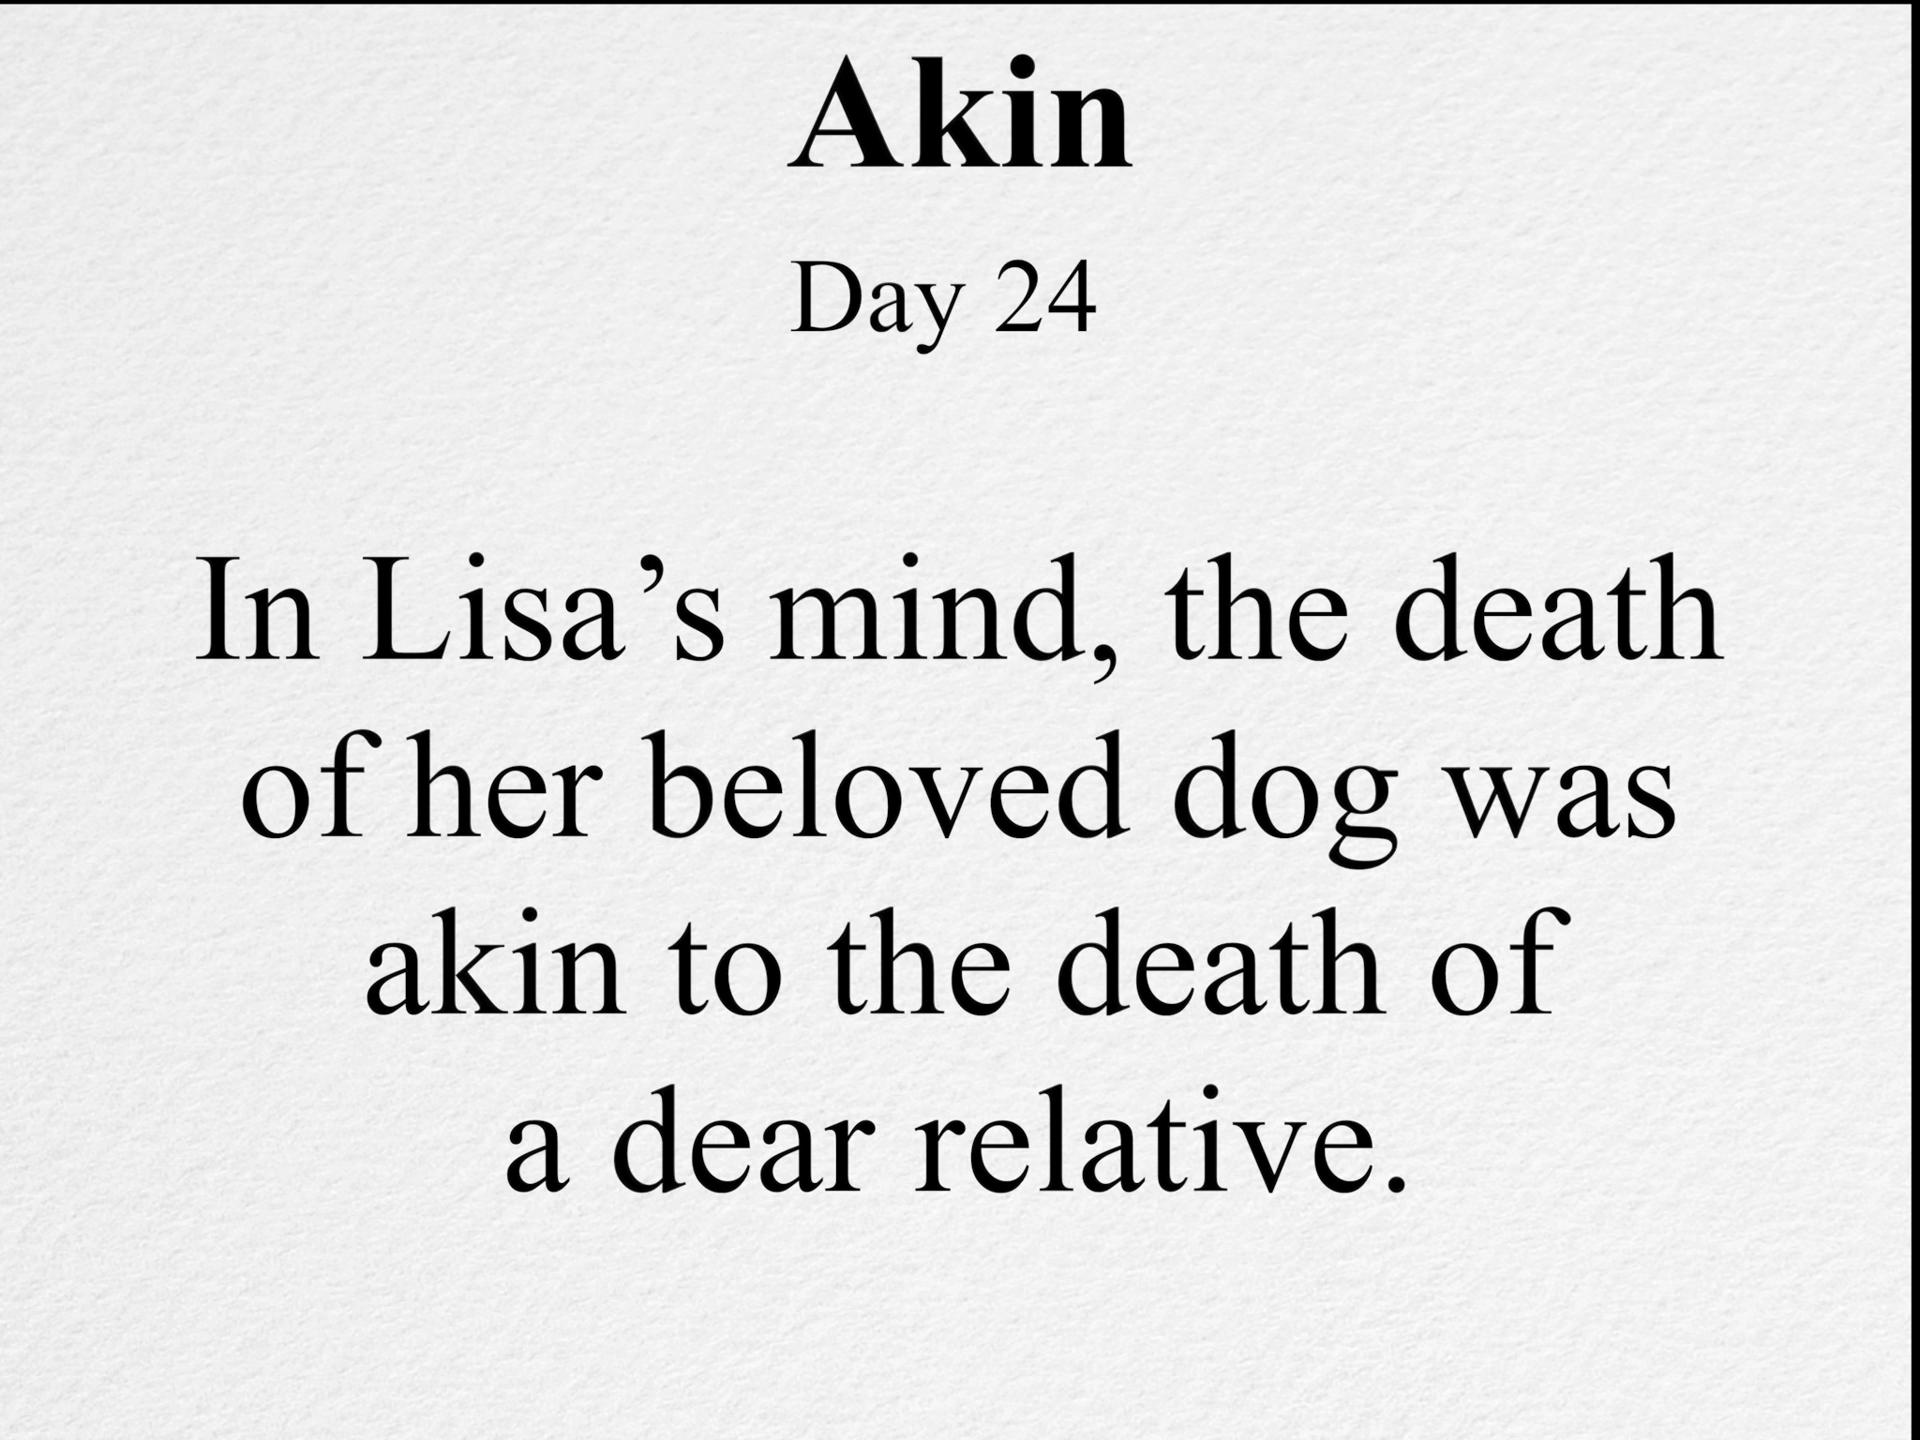 Akin
Day 24
In Lisa’s mind, the death
of her beloved dog was
akin to the death of
a dear relative.